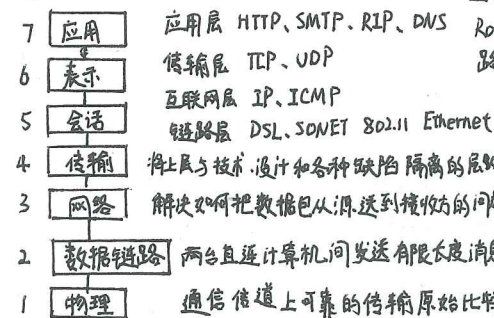 7 应用 应用层 HTTP、SMTP、RIP、DNS
6 表示 传输层 TCP、UDP
互联网层 IP、ICMP
5 会话 链路层 DSL、SONET 802.11 Ethernet
4 传输 将上层与技术、设计和各种缺陷隔离的层
3 网络 解决如何把数据包从源送到接收方的问
2 数据链路 两台直连计算机间发送有限长度消息
1 物理 通信信道上可靠的传输原始比特